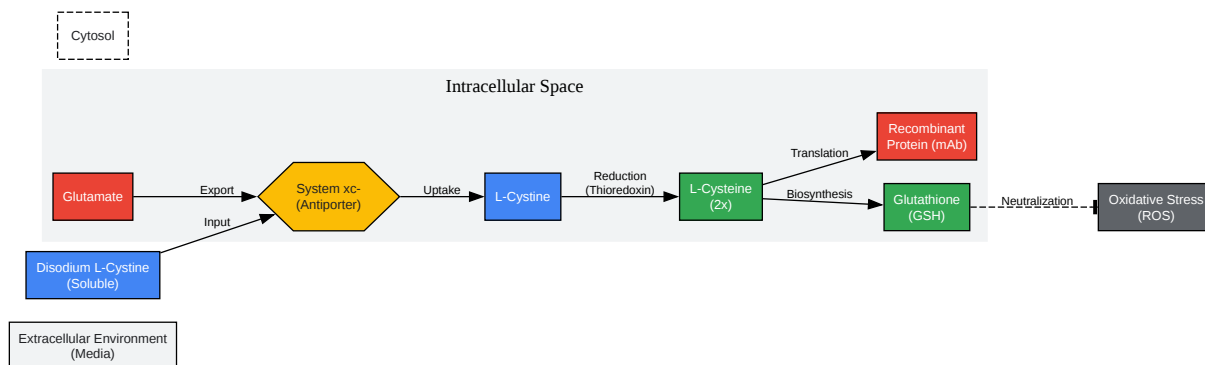 Cytosol
Intracellular Space
Recombinant
Protein (mAb)
Translation
Glutamate
Export
System xc-
(Antiporter)
Uptake
L-Cystine
Reduction
(Thioredoxin)
L-Cysteine
(2x)
Biosynthesis
Glutathione
(GSH)
Neutralization
Oxidative Stress
(ROS)
Input
Disodium L-Cystine
(Soluble)
Extracellular Environment
(Media)